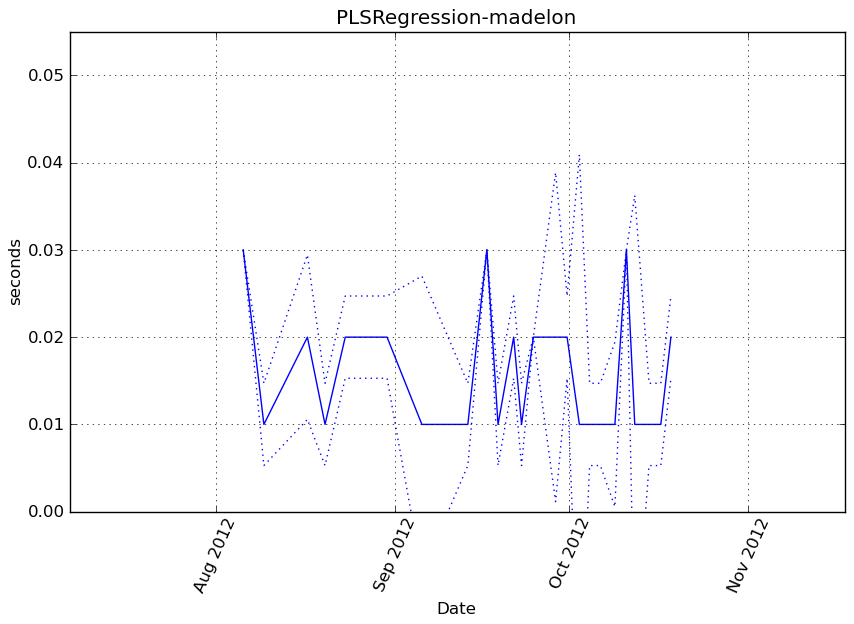 PLSRegression-madelon
0.05
0.04
0.03
0.02
0.01
0.00
seconds
Aug 2012
Sep 2012
Oct 2012
Nov 2012
Date